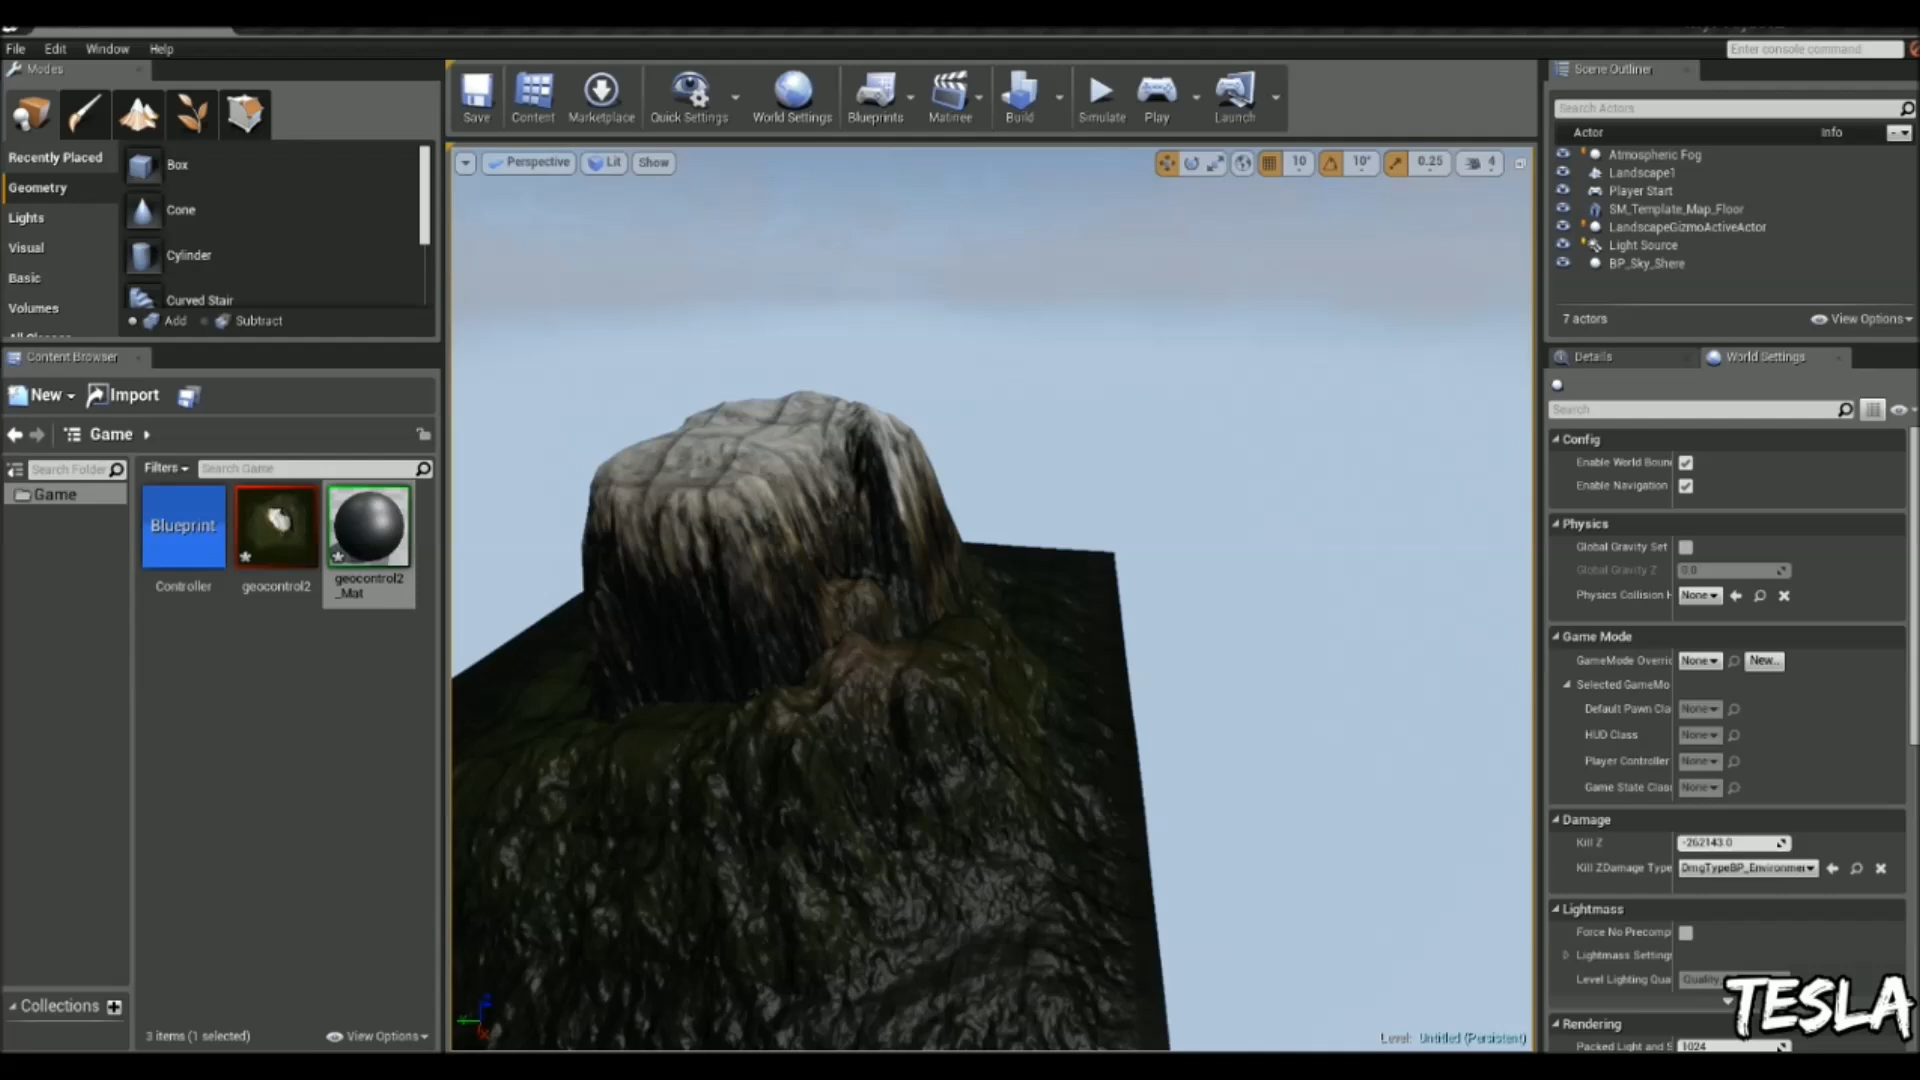 File Edit Window Help
Enter console command
Modes
Scene Outliner
Save Content Marketplace Quick Settings World Settings Blueprints Matinee Build Simulate Play Launch
Search Actors
Actor Info
Recently Placed
Geometry
Lights
Visual
Basic
Volumes
Box
Cone
Cylinder
Curved Stair
Add Subtract
Perspective Lit Show
10 10° 0.25 4
Atmospheric Fog
Landscape1
Player Start
SM_Template_Map_Floor
LandscapeGizmoActiveActor
Light Source
BP_Sky_Shere
7 actors View Options
Content Browser
New Import
Game
Search Folder
Filters Search Game
Game
Blueprint
Controller
geocontrol2
geocontrol2
_Mat
Collections
3 items (1 selected) View Options
Level: Untitled (Persistent)
Details World Settings
Search
Config
Enable World Boun
Enable Navigation
Physics
Global Gravity Set
Global Gravity Z 0.0
Physics Collision H None
Game Mode
GameMode Overric None New...
Selected GameMo
Default Pawn Cla None
HUD Class None
Player Controller None
Game State Class None
Damage
Kill Z -262143.0
Kill ZDamage Type DmgTypeBP_Environmen
Lightmass
Force No Precomp
Lightmass Setting
Level Lighting Qua Quality
Rendering
Packed Light and S 1024
TESLA